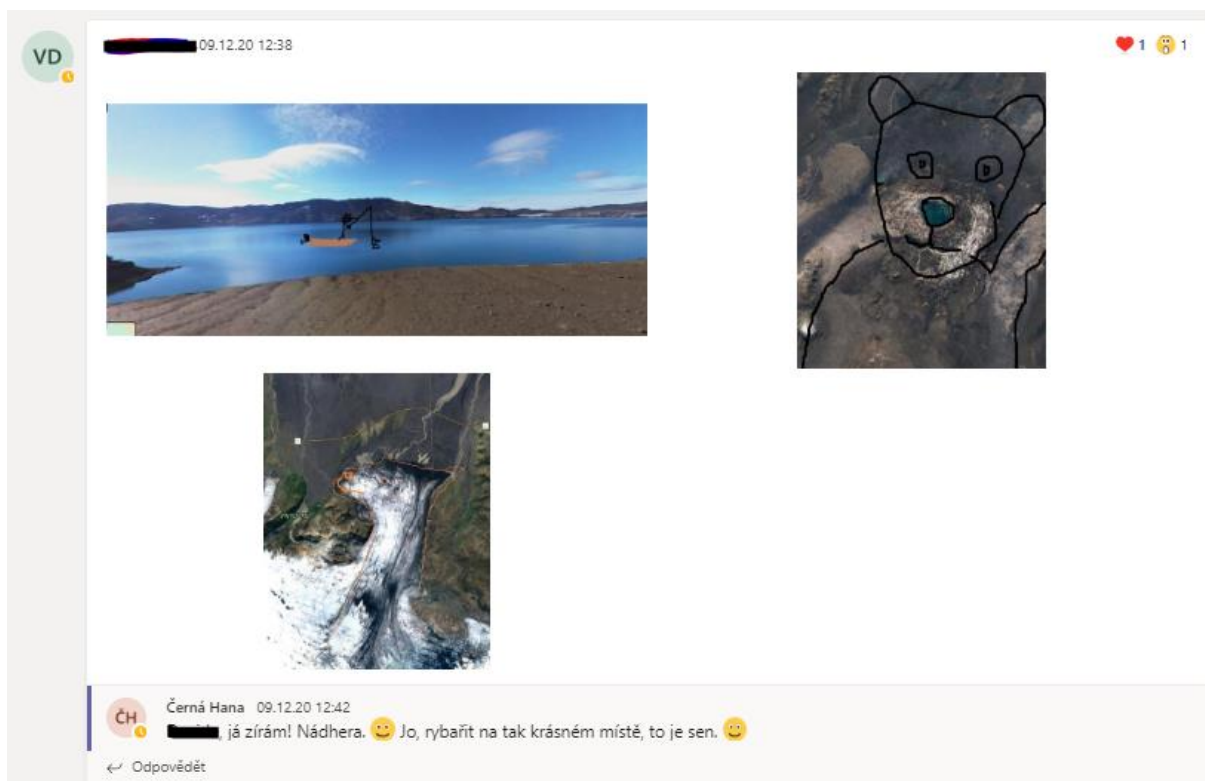 VD
09.12.20 12:38
1 1
ČH
Černá Hana 09.12.20 12:42
, já zírám! Nádhera. Jo, rybařit na tak krásném místě, to je sen.
Odpovědět